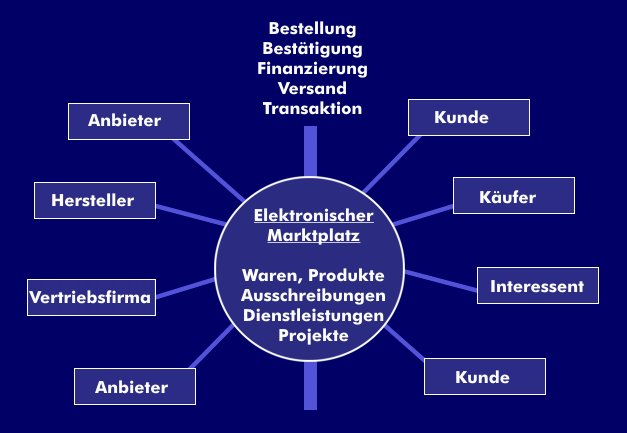 Bestellung
Bestätigung
Finanzierung
Versand
Transaktion
Anbieter
Kunde
Hersteller
Käufer
Elektronischer
Marktplatz
Waren, Produkte
Ausschreibungen
Dienstleistungen
Projekte
Vertriebsfirma
Interessent
Anbieter
Kunde